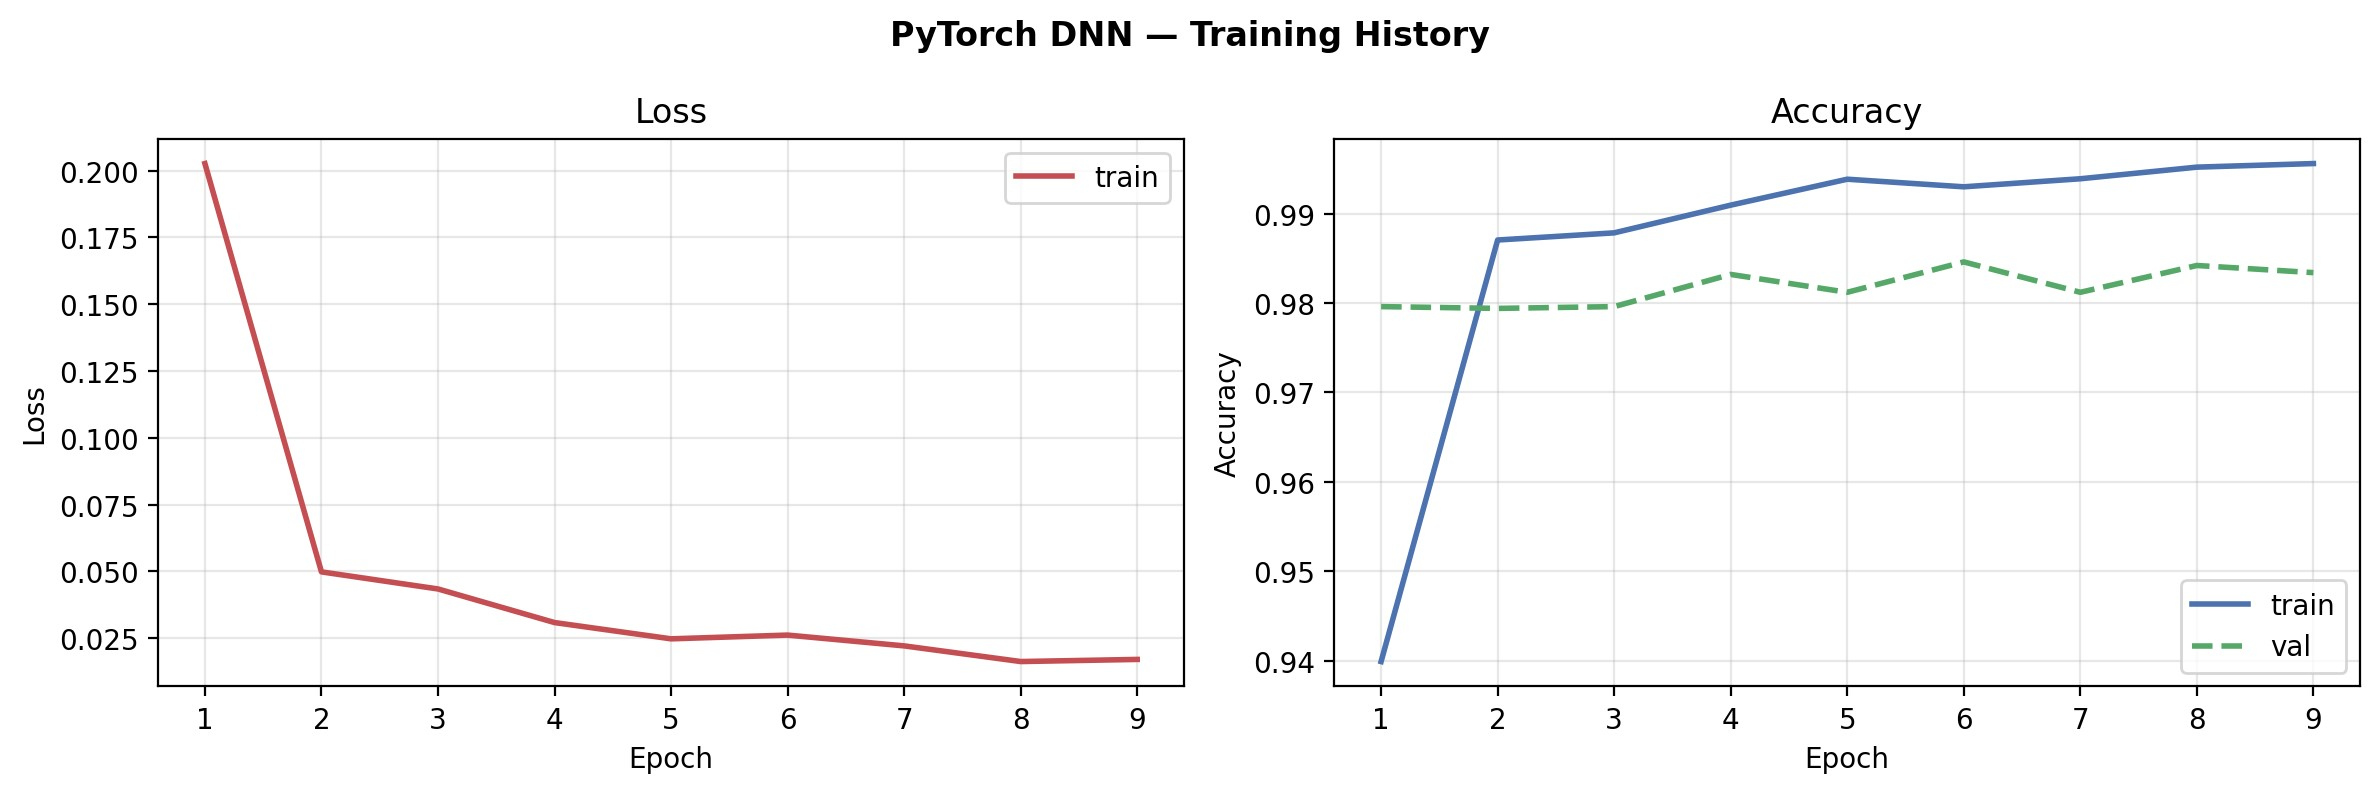 PyTorch DNN — Training History
Loss
0.200
0.175
0.150
0.125
0.100
0.075
0.050
0.025
Loss
train
1 2 3 4 5 6 7 8 9
Epoch
Accuracy
0.99
0.98
0.97
0.96
0.95
0.94
Accuracy
train
val
1 2 3 4 5 6 7 8 9
Epoch